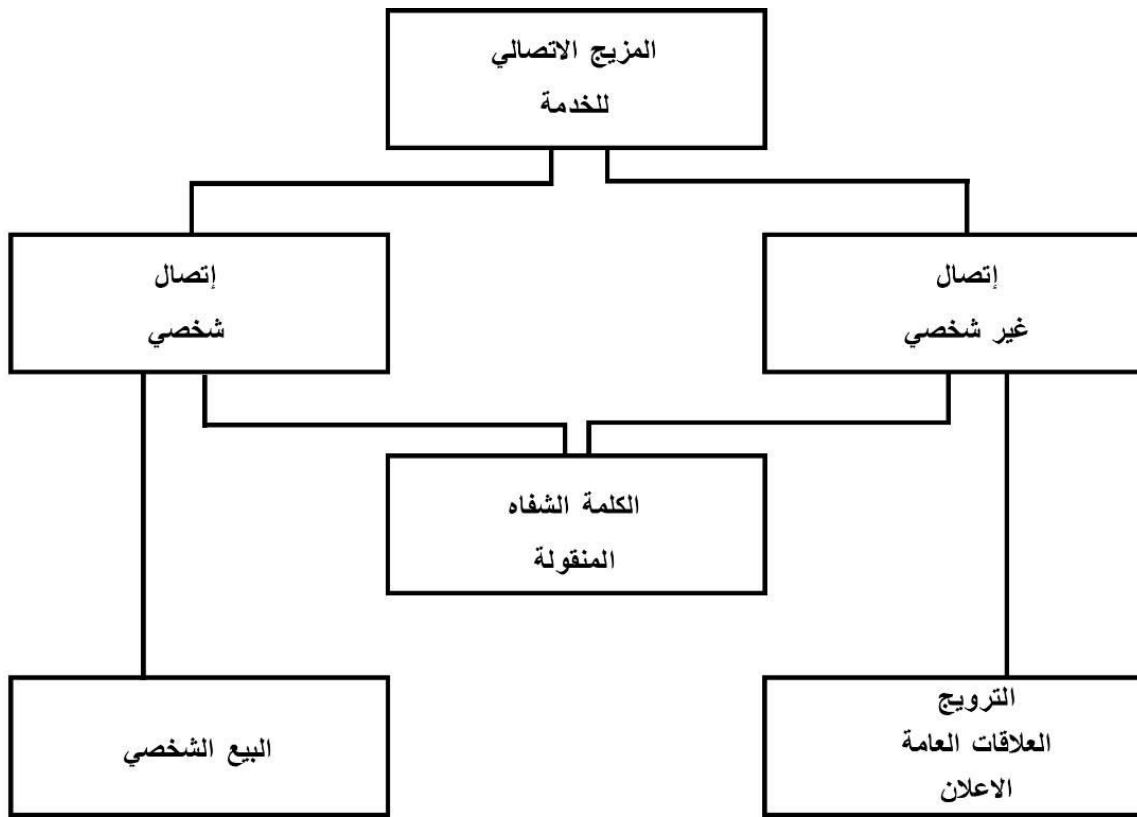 المزيج الاتصالي
للخدمة
إتصال
غير شخصي
إتصال
شخصي
الكلمة الشفاه
المنقولة
الترويج
العلاقات العامة
الاعلان
البيع الشخصي